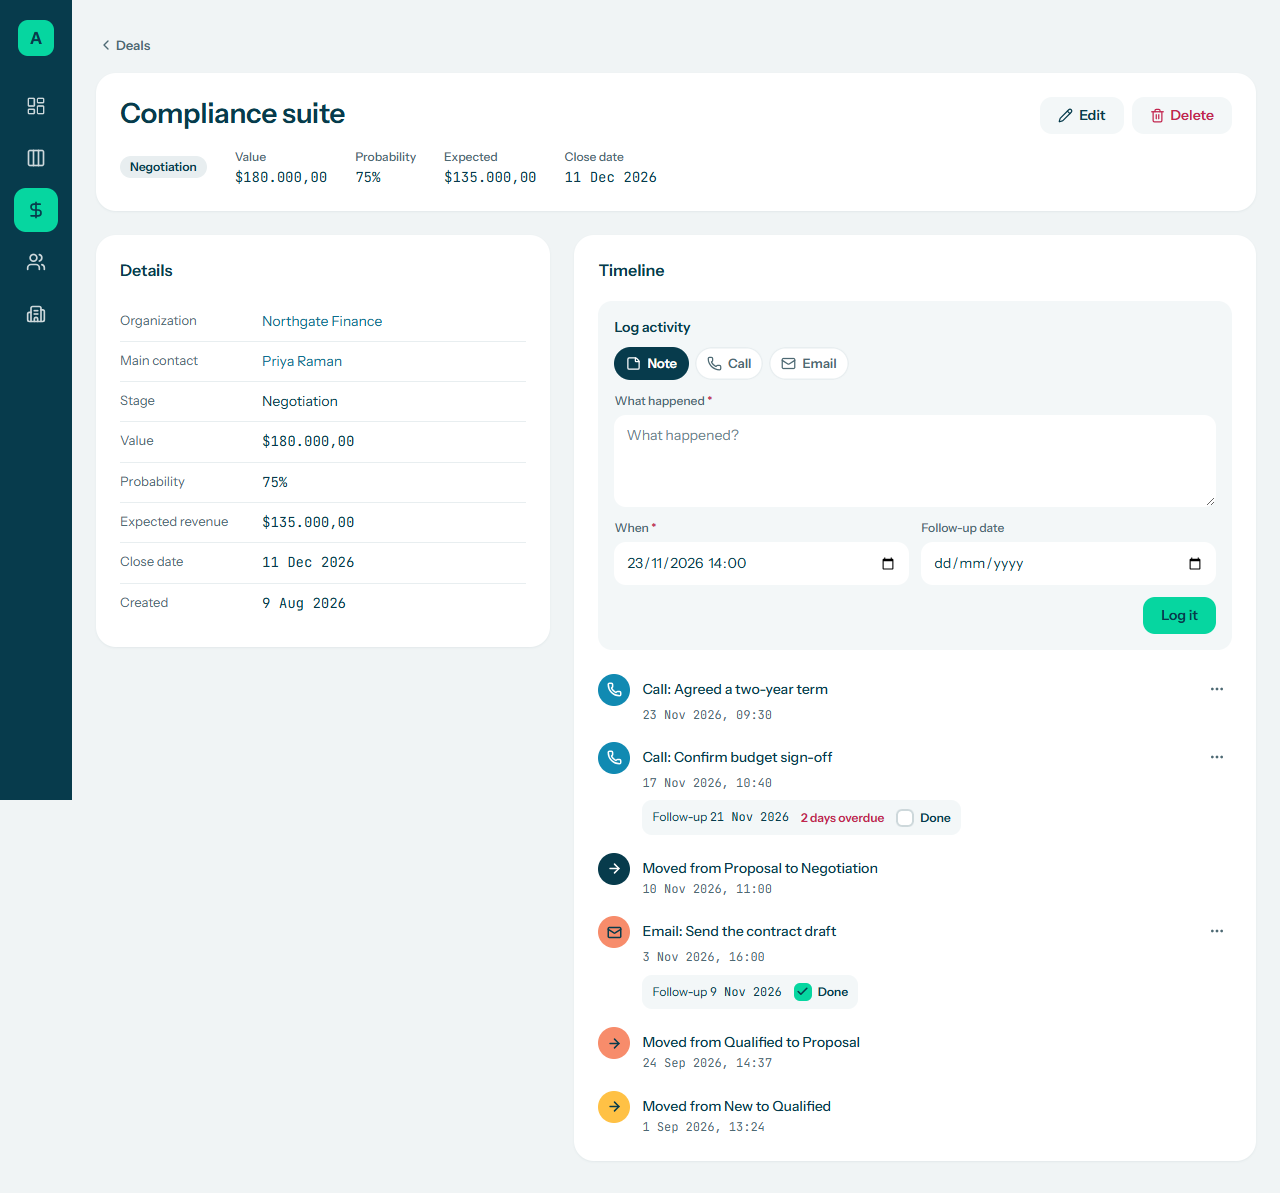 A
Deals
Compliance suite
Edit
Delete
Negotiation
Value
$180.000,00
Probability
75%
Expected
$135.000,00
Close date
11 Dec 2026
Details
Organization Northgate Finance
Main contact Priya Raman
Stage Negotiation
Value $180.000,00
Probability 75%
Expected revenue $135.000,00
Close date 11 Dec 2026
Created 9 Aug 2026
Timeline
Log activity
Note Call Email
What happened *
What happened?
When * Follow-up date
23/11/2026 14:00 dd/mm/yyyy
Log it
Call: Agreed a two-year term
23 Nov 2026, 09:30
Call: Confirm budget sign-off
17 Nov 2026, 10:40
Follow-up 21 Nov 2026 2 days overdue Done
Moved from Proposal to Negotiation
10 Nov 2026, 11:00
Email: Send the contract draft
3 Nov 2026, 16:00
Follow-up 9 Nov 2026 Done
Moved from Qualified to Proposal
24 Sep 2026, 14:37
Moved from New to Qualified
1 Sep 2026, 13:24